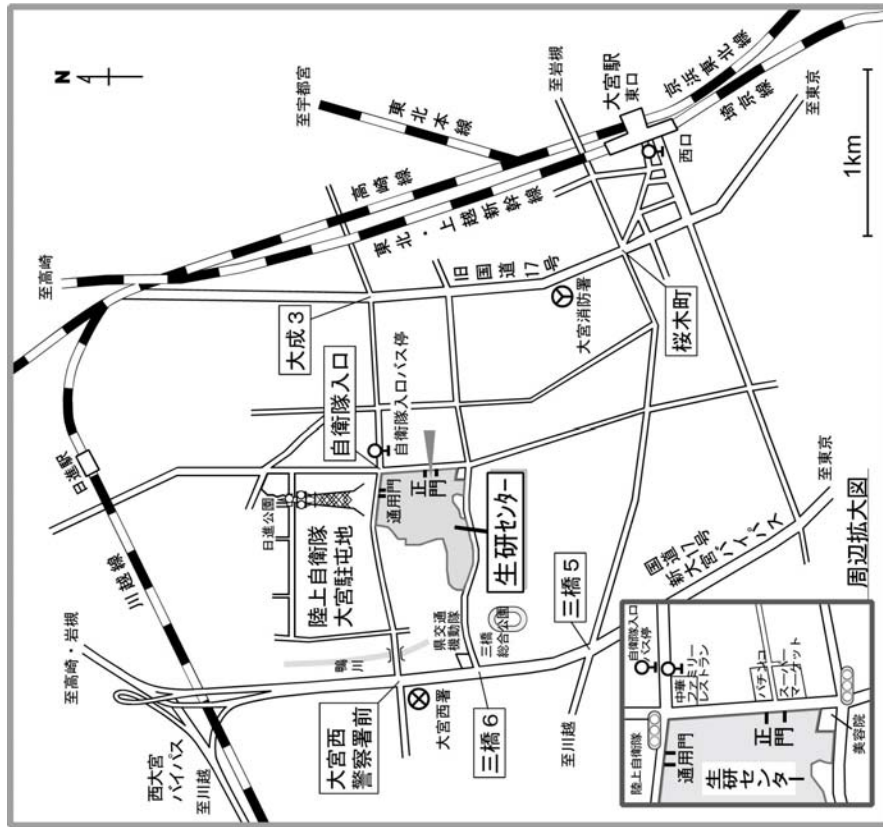 N
至宇都宮
東北本線
至高崎
高崎線
東北・上越新幹線
至岩槻
大宮駅
東口
西口
京浜東北線
埼京線
至東京
1km
旧国道17号
大成3
大宮消防署
桜木町
日進駅
川越線
自衛隊入口
自衛隊入口バス停
日進公園
陸上自衛隊
大宮駐屯地
通用門
正門
生研センター
至高崎・岩槻
西大宮
バイパス
至川越
鴨川
大宮西
警察署前
大宮西署
県交通
機動隊
三橋
総合公園
三橋6
三橋5
至川越
国道17号
新大宮バイパス
至東京
周辺拡大図
陸上自衛隊
自衛隊入口
バス停
中華
ファミリー
レストラン
パチンコ
スーパー
マーケット
通用門
正門
生研
センター
美容院